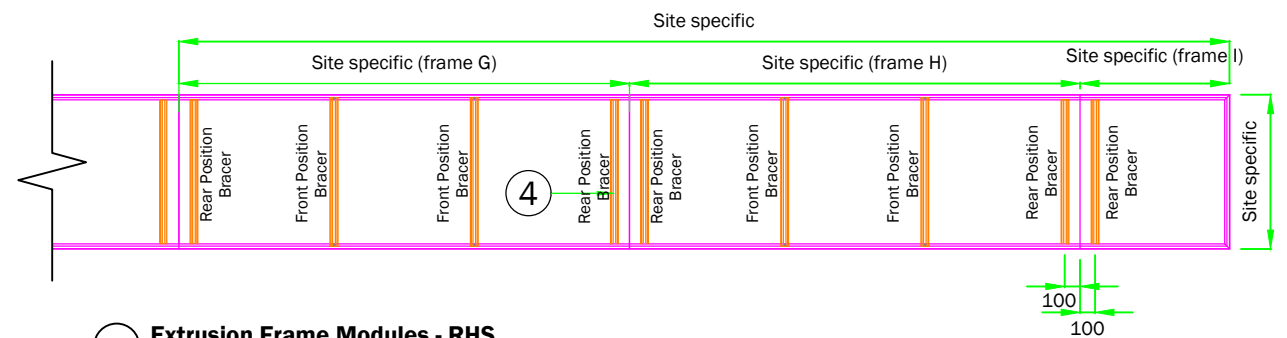 Site specific
Site specific (frame G)
Site specific (frame H)
Site specific (frame I)
Rear Position
Bracer
Front Position
Bracer
Front Position
Bracer
4
Rear Position
Bracer
Rear Position
Bracer
Front Position
Bracer
Front Position
Bracer
Rear Position
Bracer
Rear Position
Bracer
Site specific
100
100
Extrusion Frame Modules - RHS